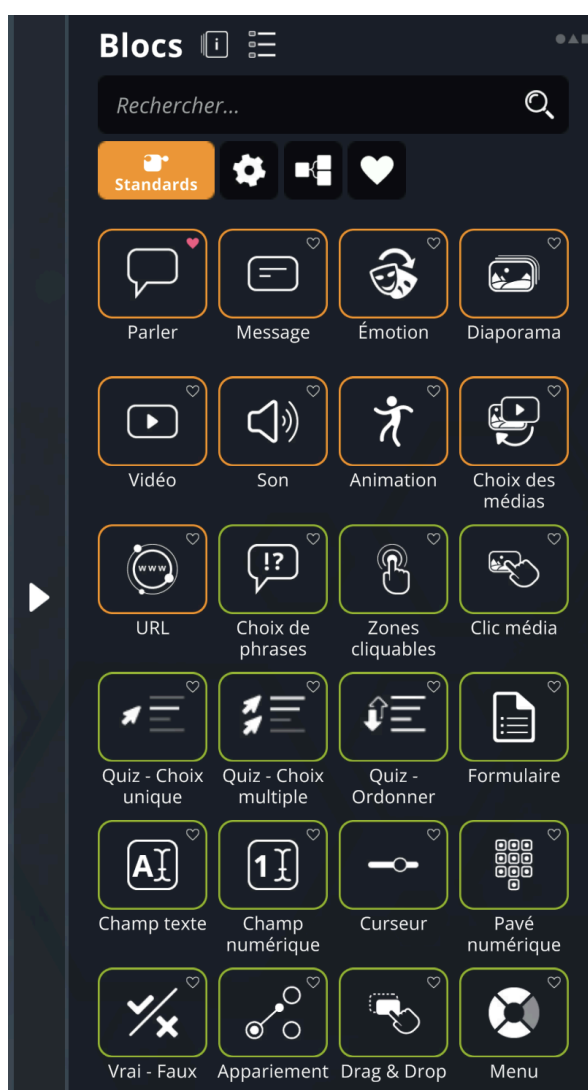 Blocs
Rechercher...
Standards
Parler
Message
Émotion
Diaporama
Vidéo
Son
Animation
Choix des
médias
www
URL
!?
Choix de
phrases
Zones
cliquables
Clic média
Quiz - Choix
unique
Quiz - Choix
multiple
Quiz -
Ordonner
Formulaire
A
Champ texte
1
Champ
numérique
Curseur
Pavé
numérique
Vrai - Faux
Appariement
Drag & Drop
Menu